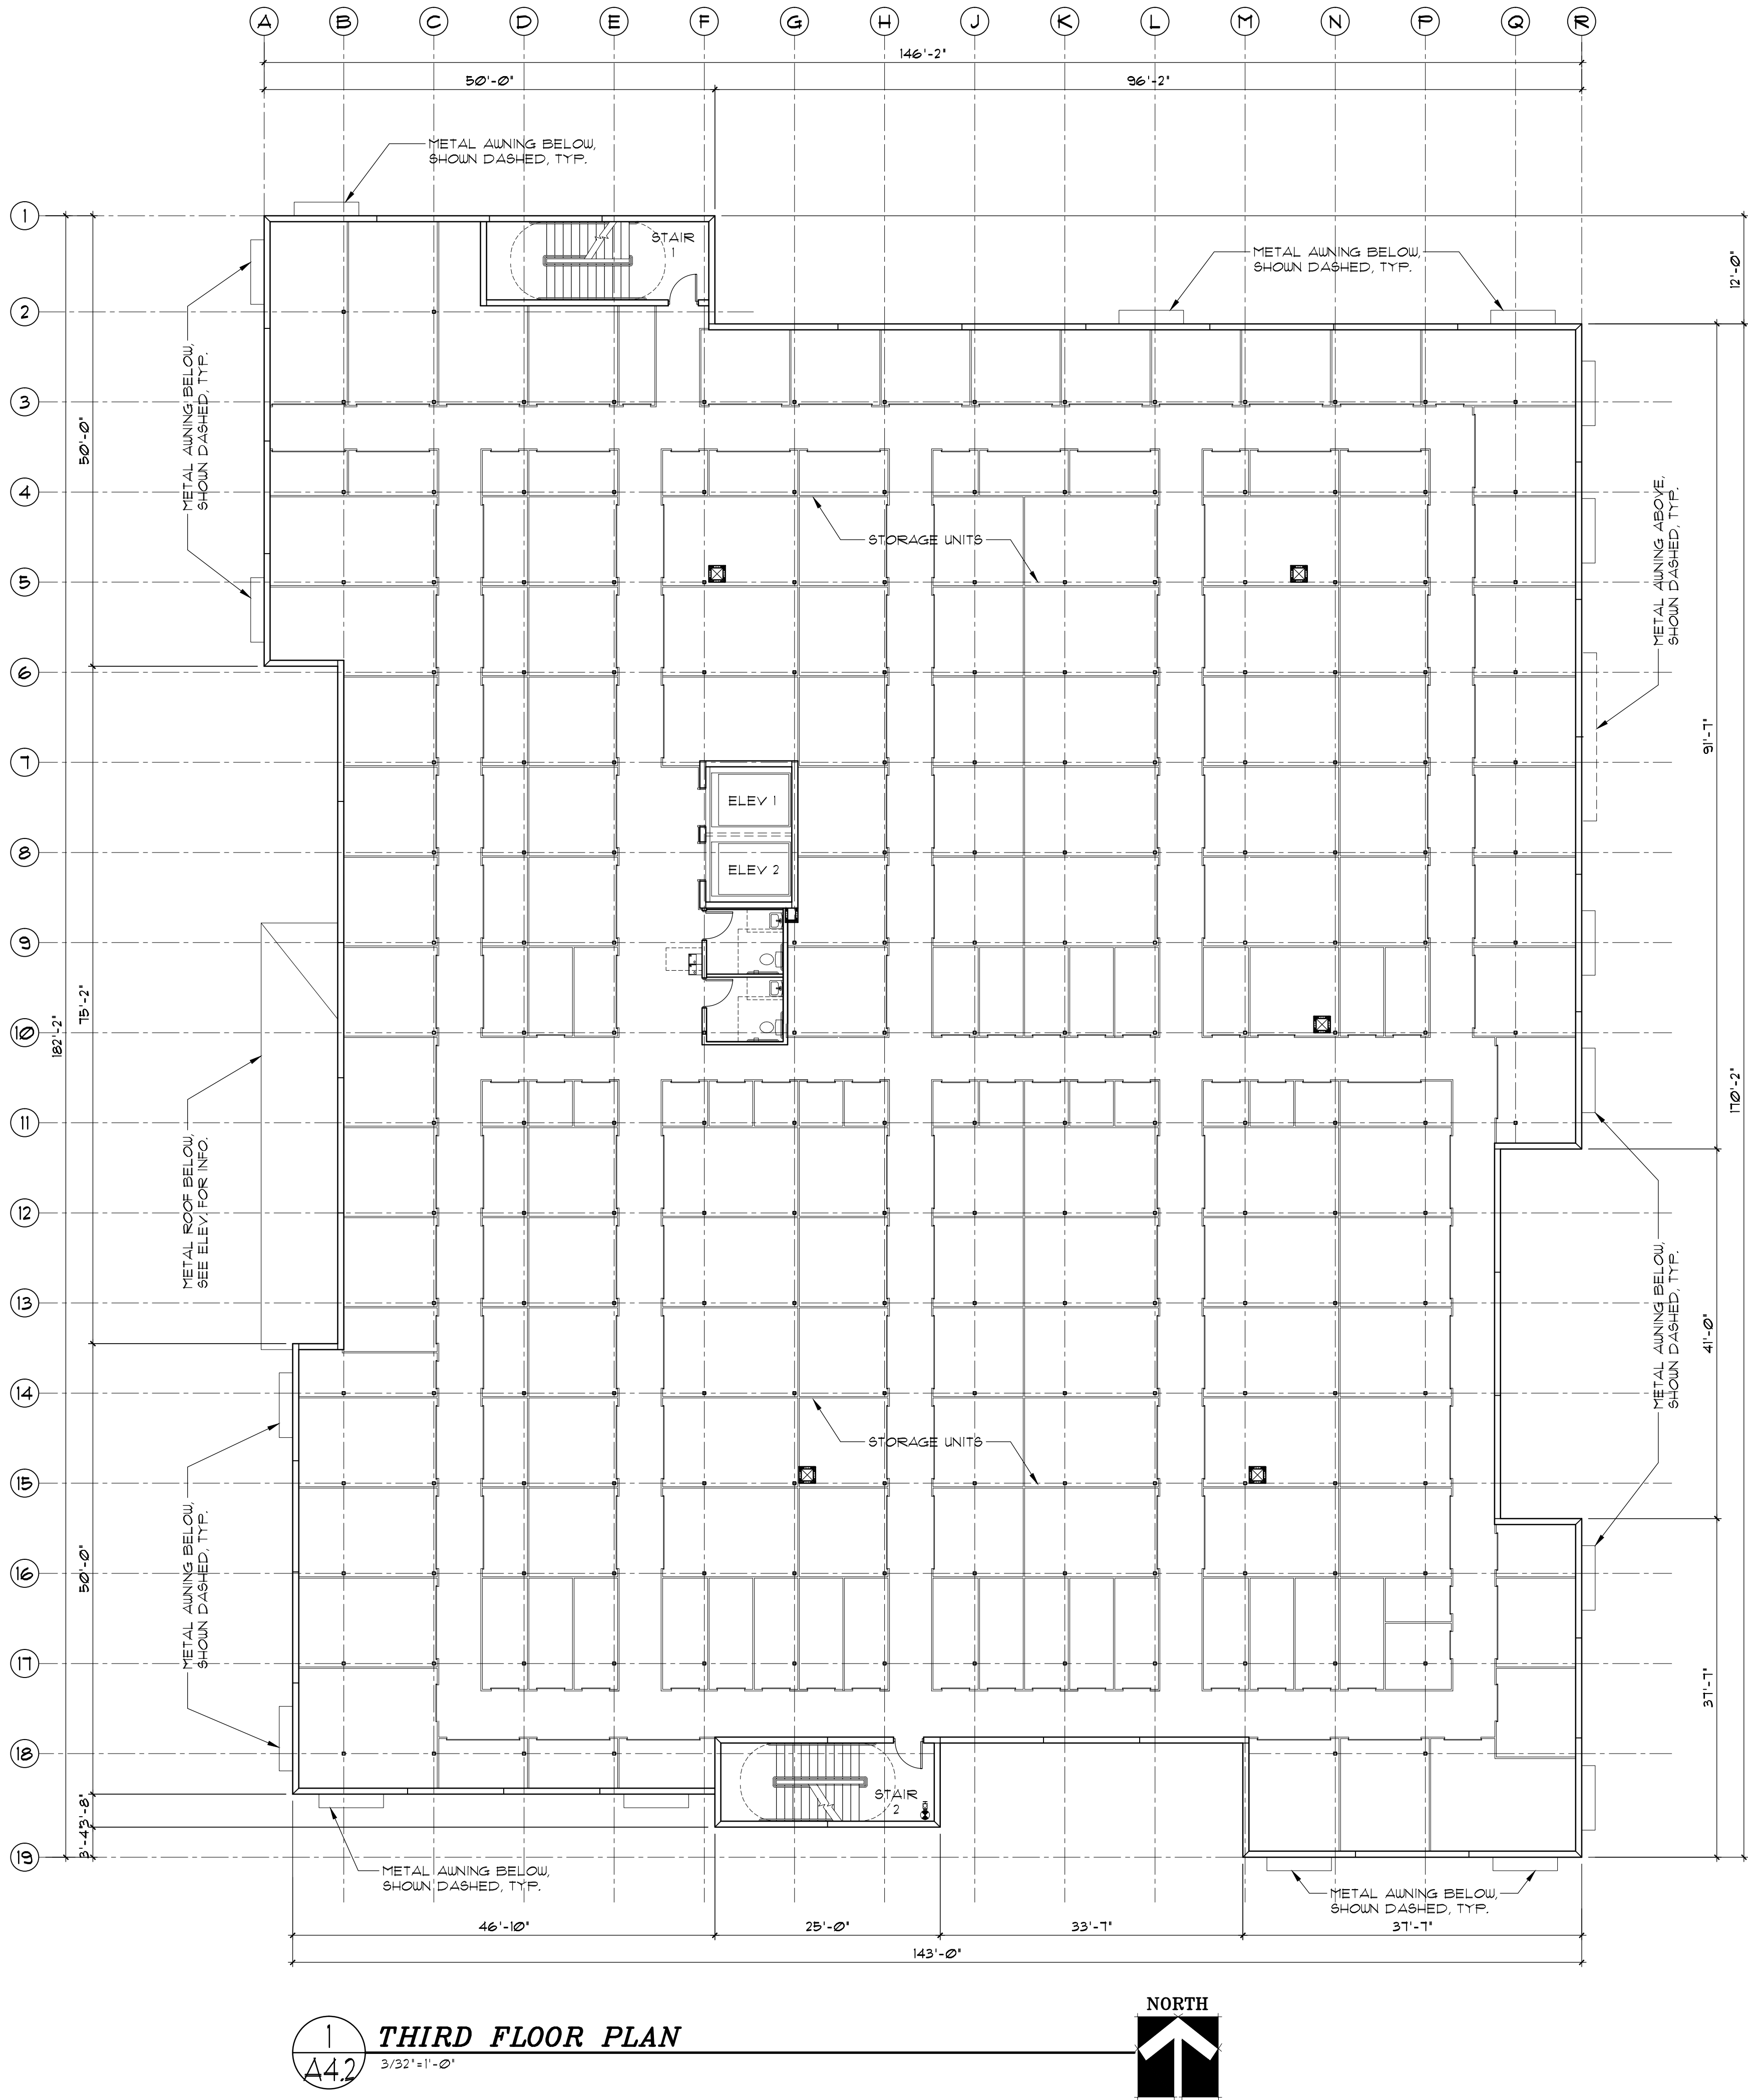 A B C D E F G H J K L M N P Q R
146'-2"
50'-0" 96'-2"
METAL AWNING BELOW,
SHOWN DASHED, TYP.
1
STAIR
1
METAL AWNING BELOW,
SHOWN DASHED, TYP.
12'-0"
2
METAL AWNING BELOW,
SHOWN DASHED, TYP.
3
50'-0"
4
STORAGE UNITS
METAL AWNING ABOVE,
SHOWN DASHED, TYP.
5
6
91'-7"
7
ELEV 1
8
ELEV 2
9
75'-2"
10
182'-2"
170'-2"
11
METAL ROOF BELOW,
SEE ELEV. FOR INFO.
12
13
METAL AWNING BELOW,
SHOWN DASHED, TYP.
41'-0"
14
STORAGE UNITS
15
METAL AWNING BELOW,
SHOWN DASHED, TYP.
16
50'-0"
17
37'-7"
18
STAIR
2
3'-8"
3'-4"
19
METAL AWNING BELOW,
SHOWN DASHED, TYP.
METAL AWNING BELOW,
SHOWN DASHED, TYP.
46'-10" 25'-0" 33'-7" 37'-7"
143'-0"
NORTH
1
THIRD FLOOR PLAN
A4.2
3/32"=1'-0"